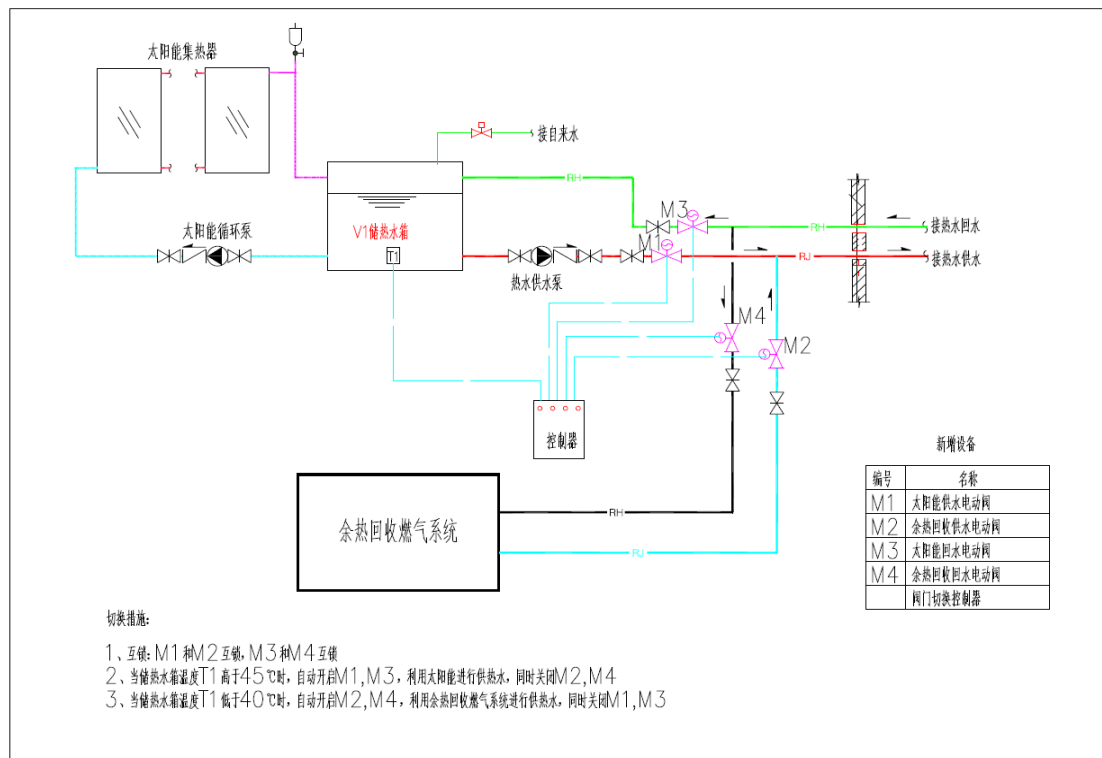 太阳能集热器
接自来水
RH
M3
太阳能循环泵
V1储热水箱
M1
RH
接热水回水
T1
热水供水泵
RJ
接热水供水
M4
M2
控制器
新增设备
编号 名称
M1 太阳能供水电动阀
M2 余热回收供水电动阀
M3 太阳能回水电动阀
M4 余热回收回水电动阀
阀门切换控制器
余热回收燃气系统
RH
RJ
切换措施:
1、互锁: M1和M2互锁, M3和M4互锁
2、当储热水箱温度T1高于45℃时, 自动开启M1,M3, 利用太阳能进行供热水, 同时关闭M2,M4
3、当储热水箱温度T1低于40℃时, 自动开启M2,M4, 利用余热回收燃气系统进行供热水, 同时关闭M1,M3